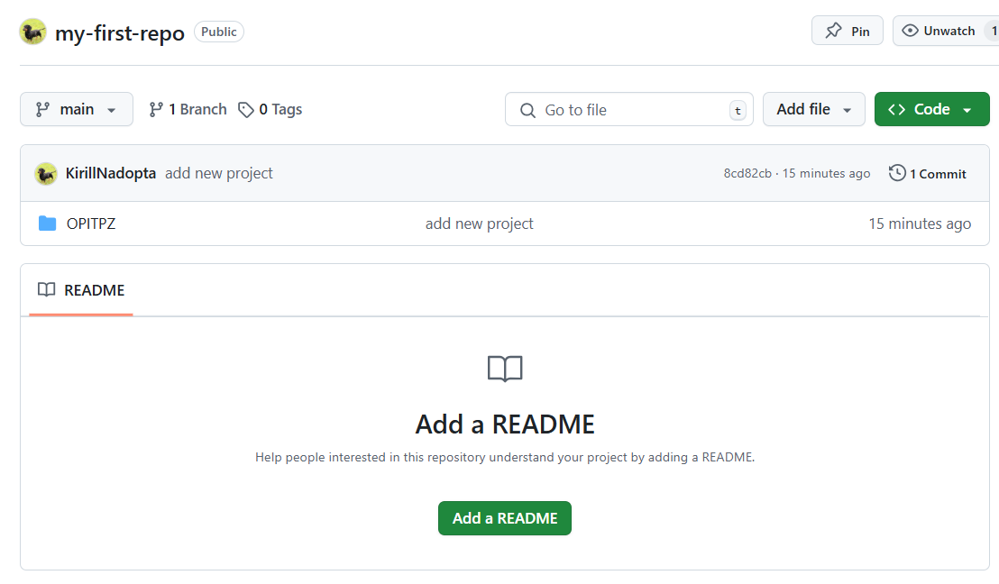 my-first-repo Public Pin Unwatch 1
main 1 Branch 0 Tags Go to file t Add file Code
KirillNadopta add new project 8cd82cb · 15 minutes ago 1 Commit
OPITPZ add new project 15 minutes ago
README
Add a README
Help people interested in this repository understand your project by adding a README.
Add a README